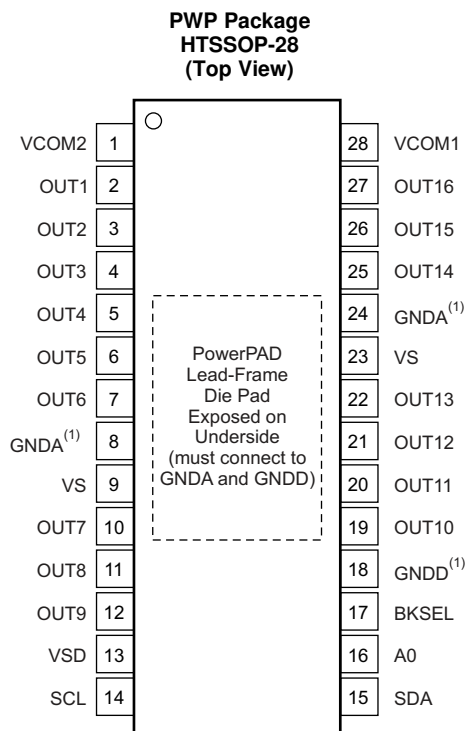 PWP Package
HTSSOP-28
(Top View)
VCOM2 1 28 VCOM1
OUT1 2 27 OUT16
OUT2 3 26 OUT15
OUT3 4 25 OUT14
OUT4 5 24 GNDA(1)
OUT5 6 23 VS
OUT6 7 22 OUT13
GNDA(1) 8 21 OUT12
VS 9 20 OUT11
OUT7 10 19 OUT10
OUT8 11 18 GNDD(1)
OUT9 12 17 BKSEL
VSD 13 16 A0
SCL 14 15 SDA
PowerPAD
Lead-Frame
Die Pad
Exposed on
Underside
(must connect to
GNDA and GNDD)